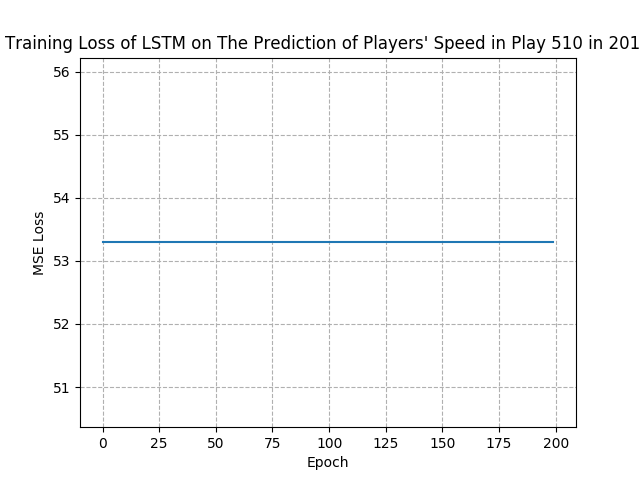 Training Loss of LSTM on The Prediction of Players' Speed in Play 510 in 201
56
55
54
53
52
51
MSE Loss
0 25 50 75 100 125 150 175 200
Epoch